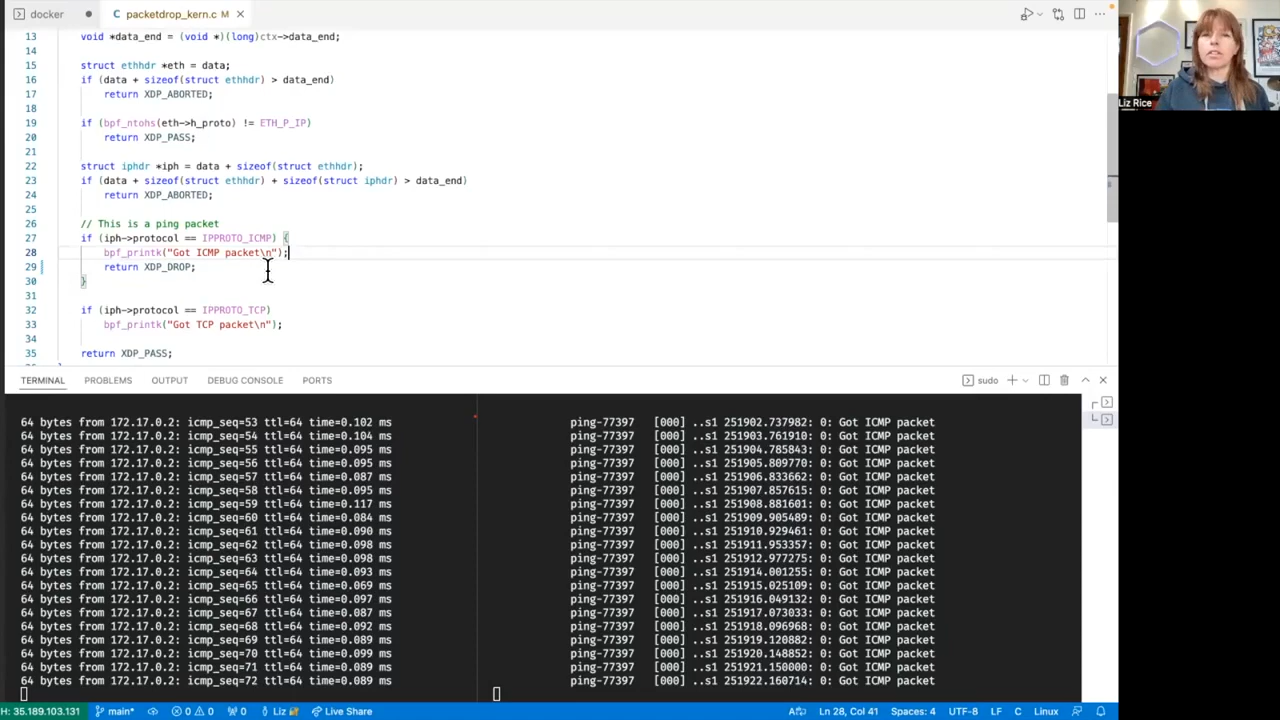 docker
packetdrop_kern.c M
13 void *data_end = (void *)(long)ctx->data_end;
14
15 struct ethhdr *eth = data;
16 if (data + sizeof(struct ethhdr) > data_end)
17 return XDP_ABORTED;
18
19 if (bpf_ntohs(eth->h_proto) != ETH_P_IP)
20 return XDP_PASS;
21
22 struct iphdr *iph = data + sizeof(struct ethhdr);
23 if (data + sizeof(struct ethhdr) + sizeof(struct iphdr) > data_end)
24 return XDP_ABORTED;
25
26 // This is a ping packet
27 if (iph->protocol == IPPROTO_ICMP) {
28 bpf_printk("Got ICMP packet\n");
29 return XDP_DROP;
30 }
31
32 if (iph->protocol == IPPROTO_TCP)
33 bpf_printk("Got TCP packet\n");
34
35 return XDP_PASS;
Liz Rice
TERMINAL PROBLEMS OUTPUT DEBUG CONSOLE PORTS
sudo
64 bytes from 172.17.0.2: icmp_seq=53 ttl=64 time=0.102 ms
64 bytes from 172.17.0.2: icmp_seq=54 ttl=64 time=0.104 ms
64 bytes from 172.17.0.2: icmp_seq=55 ttl=64 time=0.095 ms
64 bytes from 172.17.0.2: icmp_seq=56 ttl=64 time=0.095 ms
64 bytes from 172.17.0.2: icmp_seq=57 ttl=64 time=0.087 ms
64 bytes from 172.17.0.2: icmp_seq=58 ttl=64 time=0.095 ms
64 bytes from 172.17.0.2: icmp_seq=59 ttl=64 time=0.117 ms
64 bytes from 172.17.0.2: icmp_seq=60 ttl=64 time=0.084 ms
64 bytes from 172.17.0.2: icmp_seq=61 ttl=64 time=0.090 ms
64 bytes from 172.17.0.2: icmp_seq=62 ttl=64 time=0.098 ms
64 bytes from 172.17.0.2: icmp_seq=63 ttl=64 time=0.098 ms
64 bytes from 172.17.0.2: icmp_seq=64 ttl=64 time=0.093 ms
64 bytes from 172.17.0.2: icmp_seq=65 ttl=64 time=0.069 ms
64 bytes from 172.17.0.2: icmp_seq=66 ttl=64 time=0.097 ms
64 bytes from 172.17.0.2: icmp_seq=67 ttl=64 time=0.087 ms
64 bytes from 172.17.0.2: icmp_seq=68 ttl=64 time=0.092 ms
64 bytes from 172.17.0.2: icmp_seq=69 ttl=64 time=0.089 ms
64 bytes from 172.17.0.2: icmp_seq=70 ttl=64 time=0.099 ms
64 bytes from 172.17.0.2: icmp_seq=71 ttl=64 time=0.089 ms
64 bytes from 172.17.0.2: icmp_seq=72 ttl=64 time=0.089 ms
ping-77397 [000] ..s1 251902.737982: 0: Got ICMP packet
ping-77397 [000] ..s1 251903.761910: 0: Got ICMP packet
ping-77397 [000] ..s1 251904.785843: 0: Got ICMP packet
ping-77397 [000] ..s1 251905.809770: 0: Got ICMP packet
ping-77397 [000] ..s1 251906.833662: 0: Got ICMP packet
ping-77397 [000] ..s1 251907.857615: 0: Got ICMP packet
ping-77397 [000] ..s1 251908.881601: 0: Got ICMP packet
ping-77397 [000] ..s1 251909.905489: 0: Got ICMP packet
ping-77397 [000] ..s1 251910.929461: 0: Got ICMP packet
ping-77397 [000] ..s1 251911.953357: 0: Got ICMP packet
ping-77397 [000] ..s1 251912.977275: 0: Got ICMP packet
ping-77397 [000] ..s1 251914.001255: 0: Got ICMP packet
ping-77397 [000] ..s1 251915.025109: 0: Got ICMP packet
ping-77397 [000] ..s1 251916.049132: 0: Got ICMP packet
ping-77397 [000] ..s1 251917.073033: 0: Got ICMP packet
ping-77397 [000] ..s1 251918.096968: 0: Got ICMP packet
ping-77397 [000] ..s1 251919.120882: 0: Got ICMP packet
ping-77397 [000] ..s1 251920.148852: 0: Got ICMP packet
ping-77397 [000] ..s1 251921.150000: 0: Got ICMP packet
ping-77397 [000] ..s1 251922.160714: 0: Got ICMP packet
H: 35.189.103.131 main* 0 0 0 Liz Live Share Ln 28, Col 41 Spaces: 4 UTF-8 LF C Linux